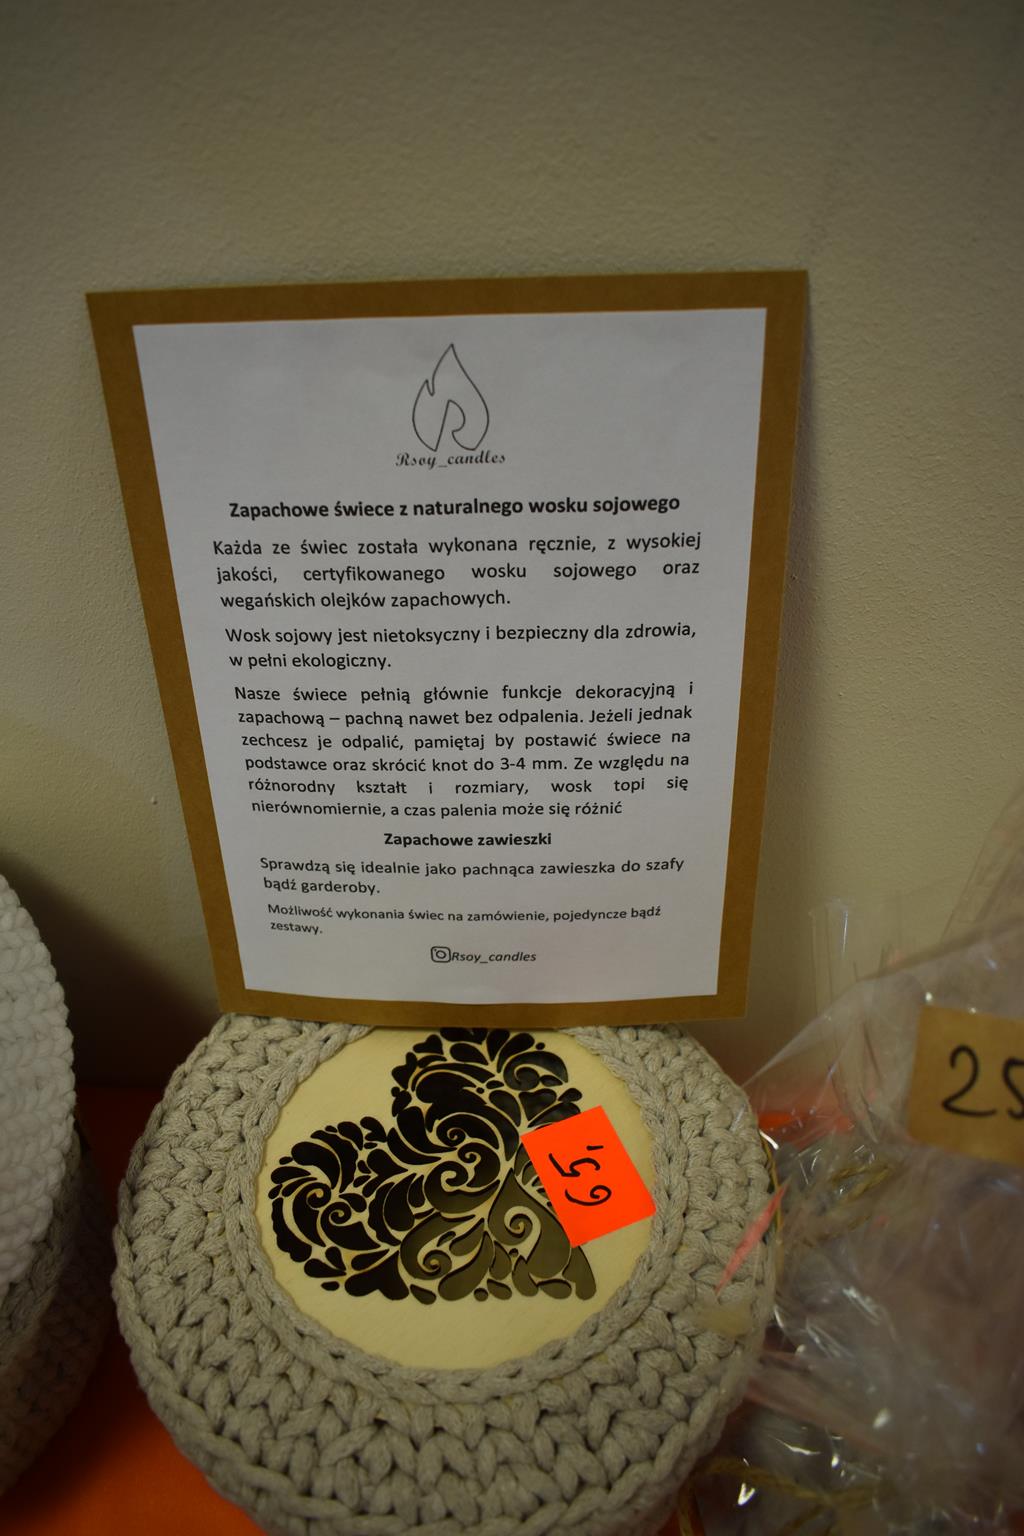 R
Rsoy_candles
Zapachowe świece z naturalnego wosku sojowego
Każda ze świec została wykonana ręcznie, z wysokiej
jakości, certyfikowanego wosku sojowego oraz
wegańskich olejków zapachowych.
Wosk sojowy jest nietoksyczny i bezpieczny dla zdrowia,
w pełni ekologiczny.
Nasze świece pełnią głównie funkcje dekoracyjną i
zapachową – pachną nawet bez odpalenia. Jeżeli jednak
zechcesz je odpalić, pamiętaj by postawić świece na
podstawce oraz skrócić knot do 3-4 mm. Ze względu na
różnorodny kształt i rozmiary, wosk topi się
nierównomiernie, a czas palenia może się różnić
Zapachowe zawieszki
Sprawdzą się idealnie jako pachnąca zawieszka do szafy
bądź garderoby.
Możliwość wykonania świec na zamówienie, pojedyncze bądź
zestawy.
Rsoy_candles
65,
25